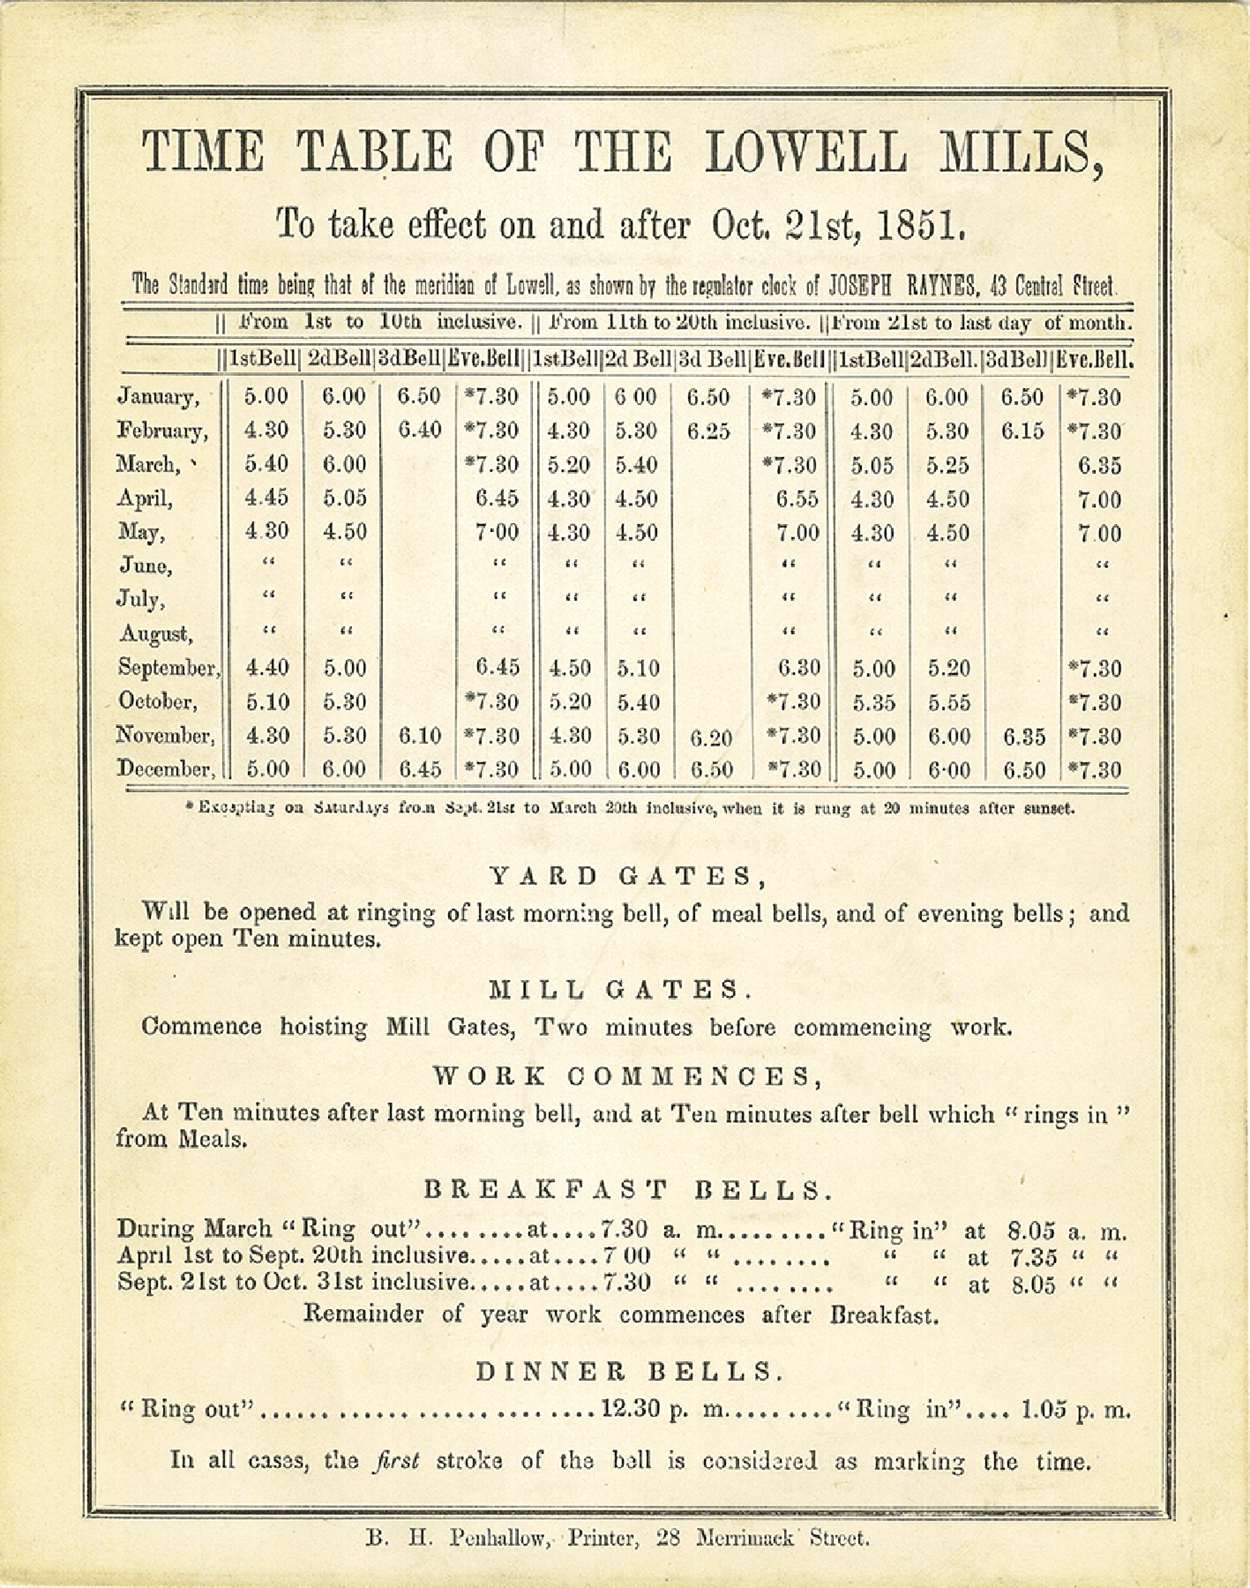 TIME TABLE OF THE LOWELL MILLS,
To take effect on and after Oct. 21st, 1851.
The Standard time being that of the meridian of Lowell, as shown by the regulator clock of JOSEPH RAYNES, 43 Central Street.
From 1st to 10th inclusive. From 11th to 20th inclusive. From 21st to last day of month.
1stBell 2dBell 3dBell Eve.Bell 1stBell 2d Bell 3d Bell Eve.Bell 1stBell 2dBell. 3dBell Eve.Bell.
January, 5.00 6.00 6.50 *7.30 5.00 6 00 6.50 *7.30 5.00 6.00 6.50 *7.30
February, 4.30 5.30 6.40 *7.30 4.30 5.30 6.25 *7.30 4.30 5.30 6.15 *7.30
March, 5.40 6.00 *7.30 5.20 5.40 *7.30 5.05 5.25 6.35
April, 4.45 5.05 6.45 4.30 4.50 6.55 4.30 4.50 7.00
May, 4.30 4.50 7·00 4.30 4.50 7.00 4.30 4.50 7.00
June, “ “ “ “ “ “ “ “ “
July, “ “ “ “ “ “ “ “ “
August, “ “ “ “ “ “ “ “ “
September, 4.40 5.00 6.45 4.50 5.10 6.30 5.00 5.20 *7.30
October, 5.10 5.30 *7.30 5.20 5.40 *7.30 5.35 5.55 *7.30
November, 4.30 5.30 6.10 *7.30 4.30 5.30 6.20 *7.30 5.00 6.00 6.35 *7.30
December, 5.00 6.00 6.45 *7.30 5.00 6.00 6.50 *7.30 5.00 6·00 6.50 *7.30
* Excepting on Saturdays from Sept. 21st to March 20th inclusive, when it is rung at 20 minutes after sunset.
YARD GATES,
Will be opened at ringing of last morning bell, of meal bells, and of evening bells; and
kept open Ten minutes.
MILL GATES.
Commence hoisting Mill Gates, Two minutes before commencing work.
WORK COMMENCES,
At Ten minutes after last morning bell, and at Ten minutes after bell which “rings in”
from Meals.
BREAKFAST BELLS.
During March “Ring out”.........at....7.30 a. m..........“Ring in” at 8.05 a. m.
April 1st to Sept. 20th inclusive.....at....7 00 “ “ ........ “ “ at 7.35 “ “
Sept. 21st to Oct. 31st inclusive.....at....7.30 “ “ ........ “ “ at 8.05 “ “
Remainder of year work commences after Breakfast.
DINNER BELLS.
“Ring out”................................12.30 p. m..........“Ring in”.... 1.05 p. m.
In all cases, the first stroke of the bell is considered as marking the time.
B. H. Penhallow, Printer, 28 Merrimack Street.